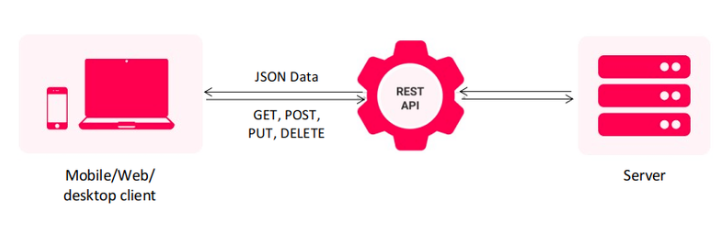 JSON Data
GET, POST,
PUT, DELETE
REST
API
Mobile/Web/
desktop client
Server